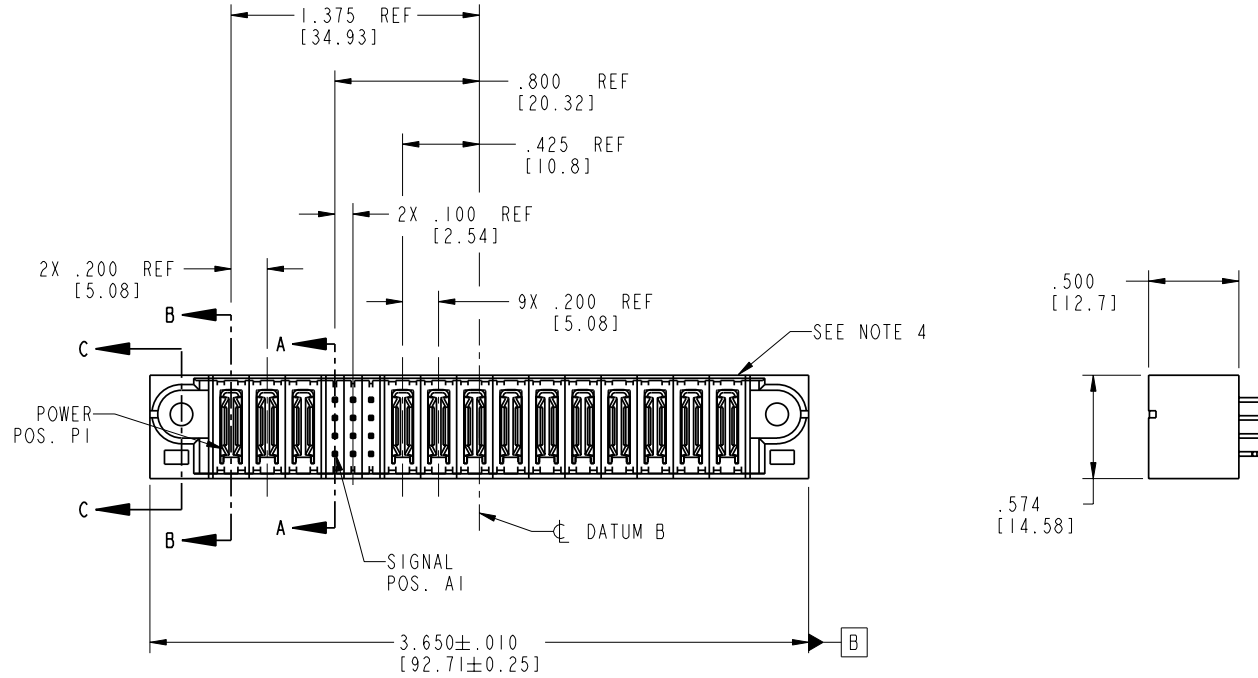 1.375 REF
[34.93]
.800 REF
[20.32]
.425 REF
[10.8]
2X .100 REF
[2.54]
2X .200 REF
[5.08]
9X .200 REF
[5.08]
.500
[12.7]
B
A
C
SEE NOTE 4
POWER
POS. P1
.574
[14.58]
C
B
A
℄ DATUM B
SIGNAL
POS. A1
3.650±.010
[92.71±0.25]
B